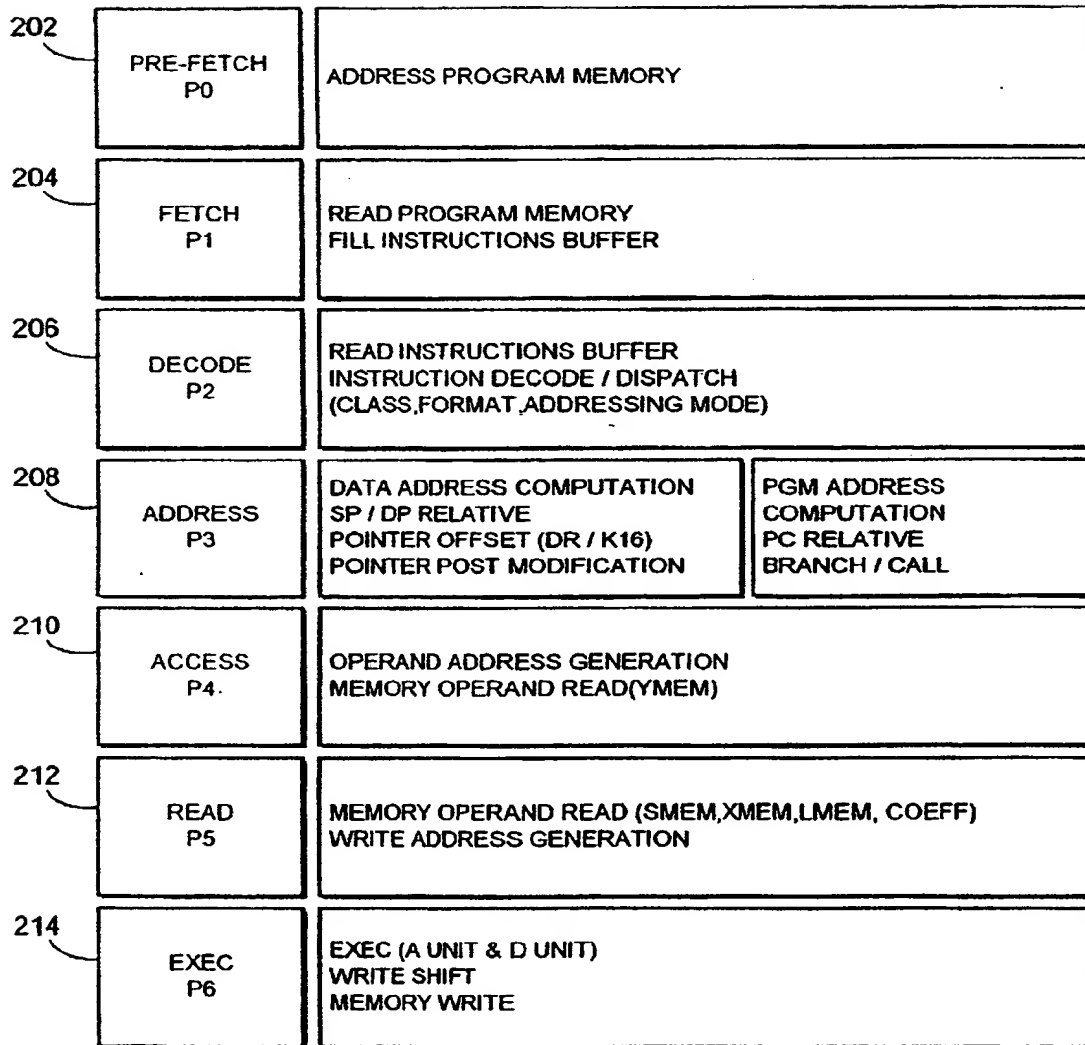 202
PRE-FETCH
P0
ADDRESS PROGRAM MEMORY
204
FETCH
P1
READ PROGRAM MEMORY
FILL INSTRUCTIONS BUFFER
206
DECODE
P2
READ INSTRUCTIONS BUFFER
INSTRUCTION DECODE / DISPATCH
(CLASS,FORMAT,ADDRESSING MODE)
208
ADDRESS
P3
DATA ADDRESS COMPUTATION
SP / DP RELATIVE
POINTER OFFSET (DR / K16)
POINTER POST MODIFICATION
PGM ADDRESS
COMPUTATION
PC RELATIVE
BRANCH / CALL
210
ACCESS
P4
OPERAND ADDRESS GENERATION
MEMORY OPERAND READ(YMEM)
212
READ
P5
MEMORY OPERAND READ (SMEM,XMEM,LMEM, COEFF)
WRITE ADDRESS GENERATION
214
EXEC
P6
EXEC (A UNIT & D UNIT)
WRITE SHIFT
MEMORY WRITE